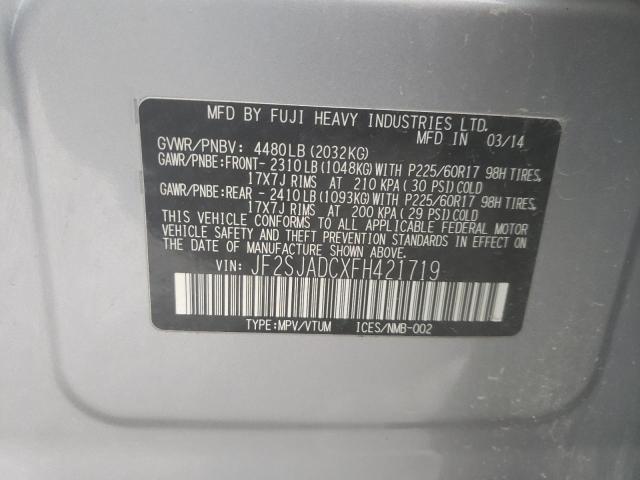 MFD BY FUJI HEAVY INDUSTRIES LTD.
MFD IN 03/14
GVWR/PNBV: 4480LB(2032KG)
GAWR/PNBE:FRONT- 2310LB(1048KG)WITH P225/60R17 98H TIRES,
17X7J RIMS AT 210 KPA( 30 PSI)COLD
GAWR/PNBE:REAR - 2410LB(1093KG)WITH P225/60R17 98H TIRES,
17X7J RIMS AT 200 KPA( 29 PSI)COLD
THIS VEHICLE CONFORMS TO ALL APPLICABLE FEDERAL MOTOR
VEHICLE SAFETY AND THEFT PREVENTION STANDARDS IN EFFECT ON
THE DATE OF MANUFACTURE SHOWN ABOVE.
VIN: JF2SJADCXFH421719
TYPE:MPV/VTUM ICES/NMB-002